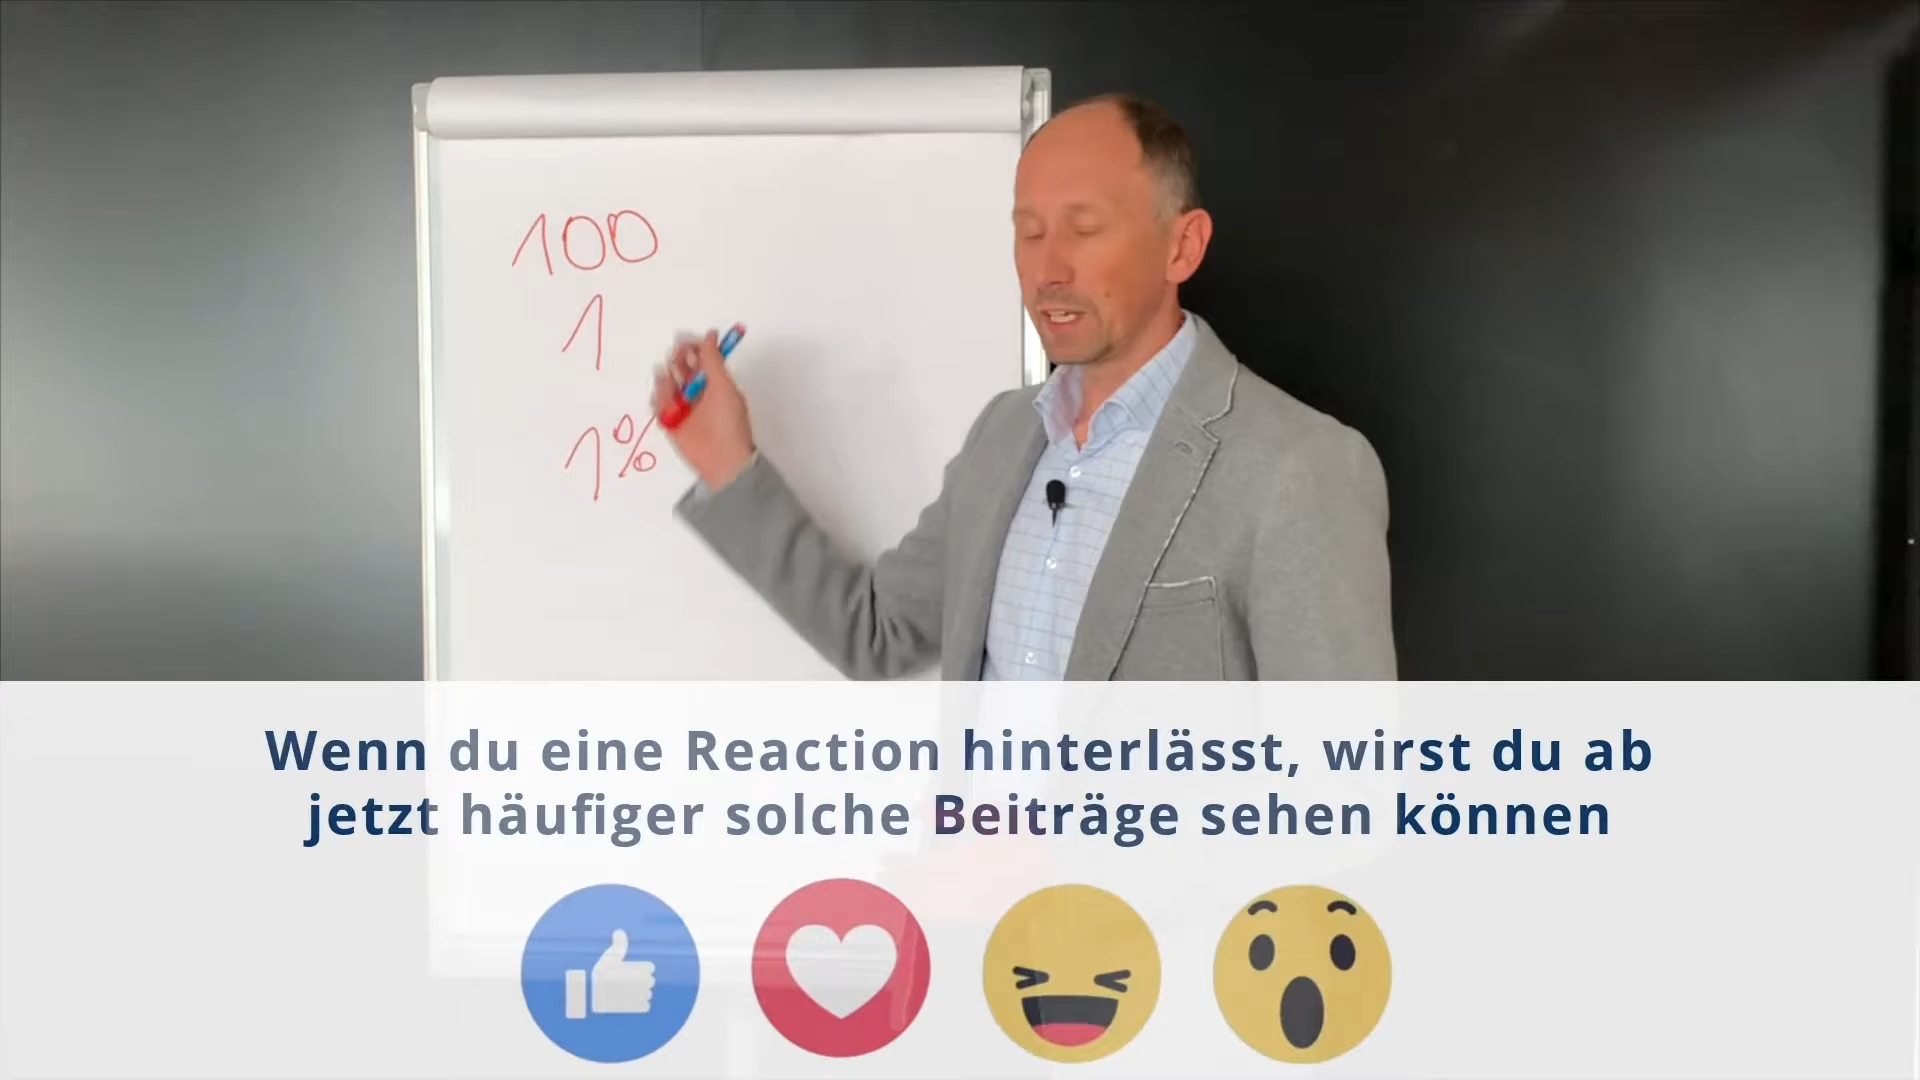 100
1
1%
Wenn du eine Reaction hinterlässt, wirst du ab
jetzt häufiger solche Beiträge sehen können